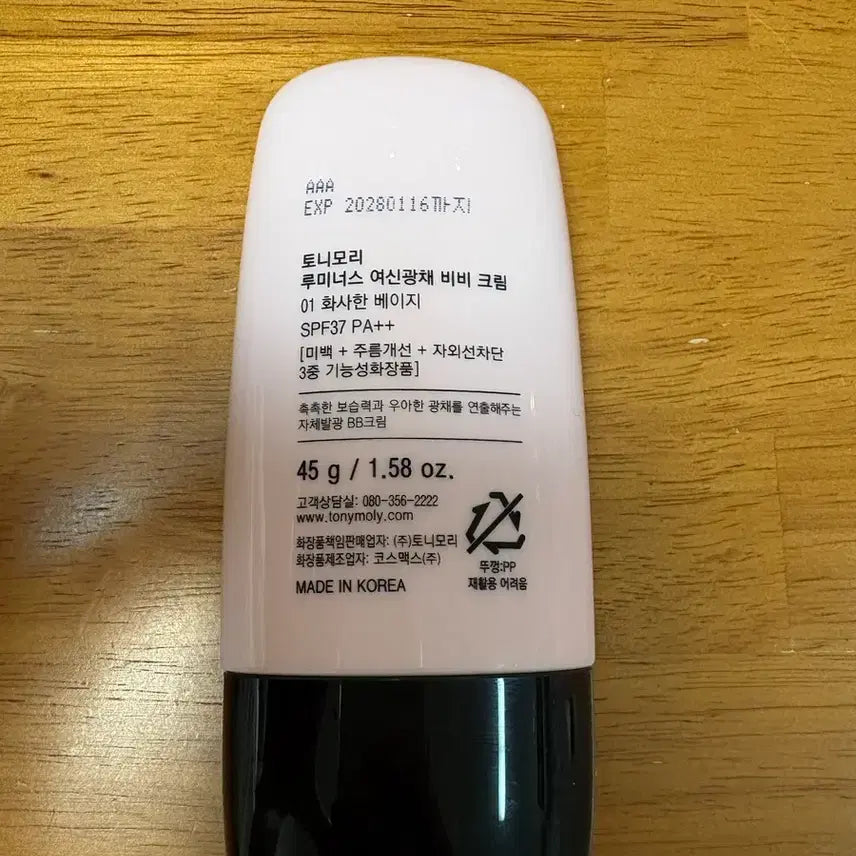 AAA
EXP 20280116까지
토니모리
루미너스 여신광채 비비 크림
01 화사한 베이지
SPF37 PA++
[미백 + 주름개선 + 자외선차단
3중 기능성화장품]
촉촉한 보습력과 우아한 광채를 연출해주는
자체발광 BB크림
45 g / 1.58 oz.
고객상담실: 080-356-2222
www.tonymoly.com
화장품책임판매업자: (주)토니모리
화장품제조업자: 코스맥스(주)
MADE IN KOREA
뚜껑:PP
재활용 어려움